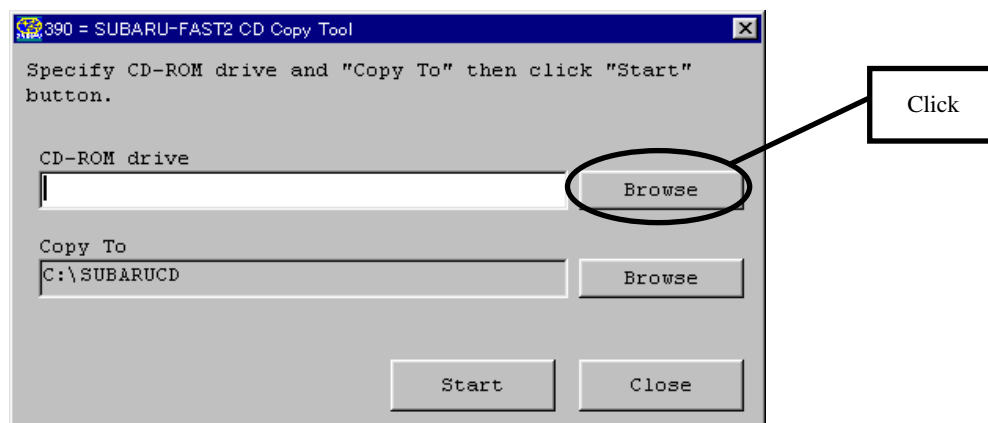 390 = SUBARU-FAST2 CD Copy Tool
Specify CD-ROM drive and "Copy To" then click "Start"
button.
Click
CD-ROM drive
Browse
Copy To
C:\SUBARUCD
Browse
Start
Close